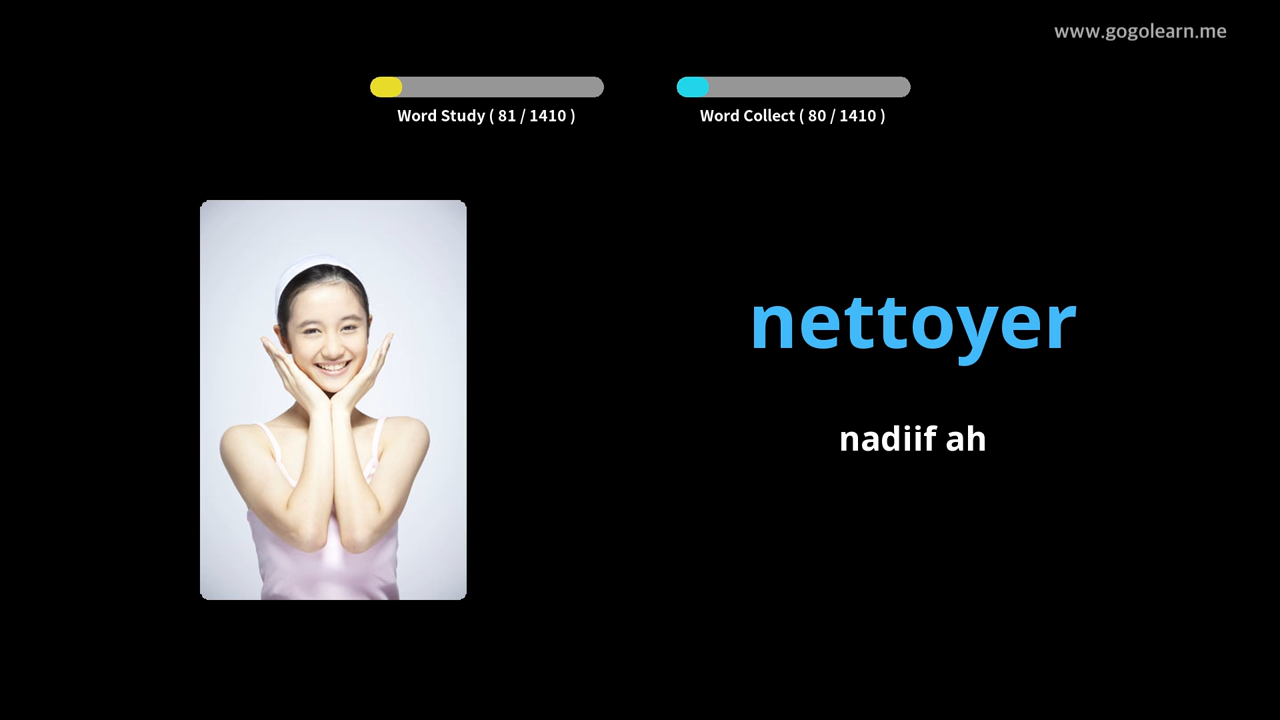 www.gogolearn.me
Word Study ( 81 / 1410 )
Word Collect ( 80 / 1410 )
nettoyer
nadiif ah